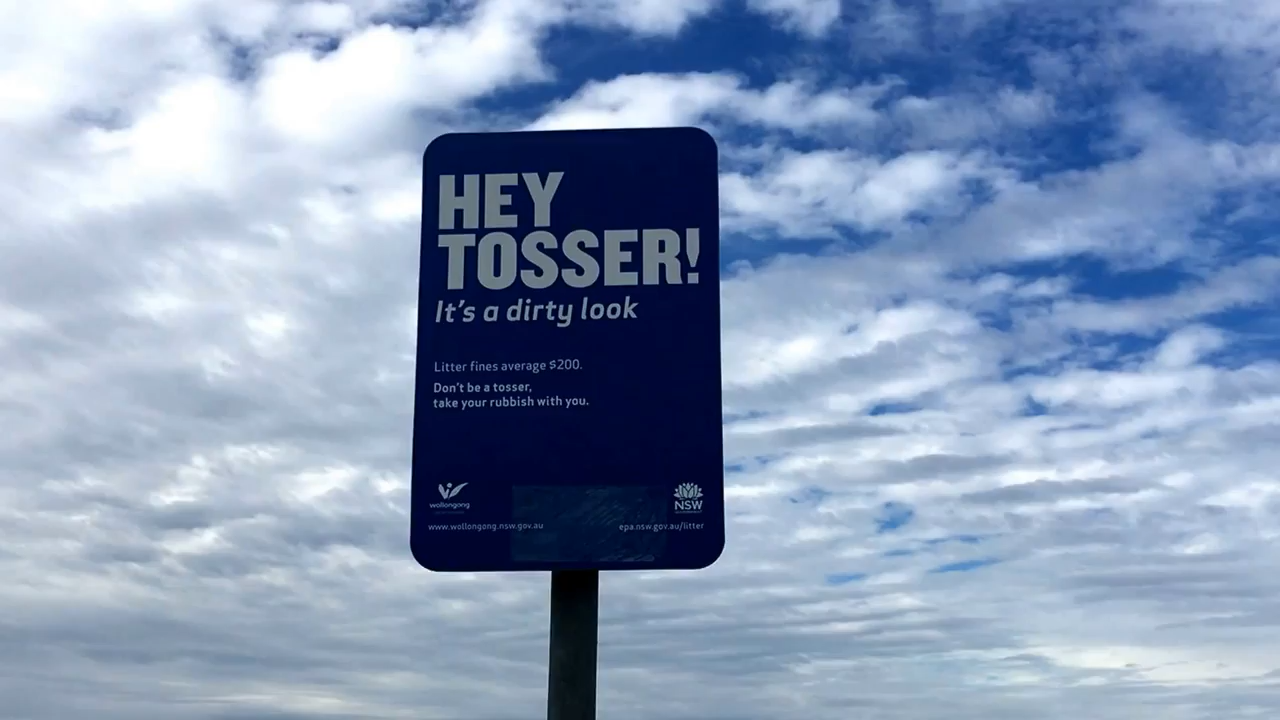 HEY
TOSSER!
It's a dirty look
Litter fines average $200.
Don't be a tosser,
take your rubbish with you.
wollongong
NSW
www.wollongong.nsw.gov.au
epa.nsw.gov.au/litter